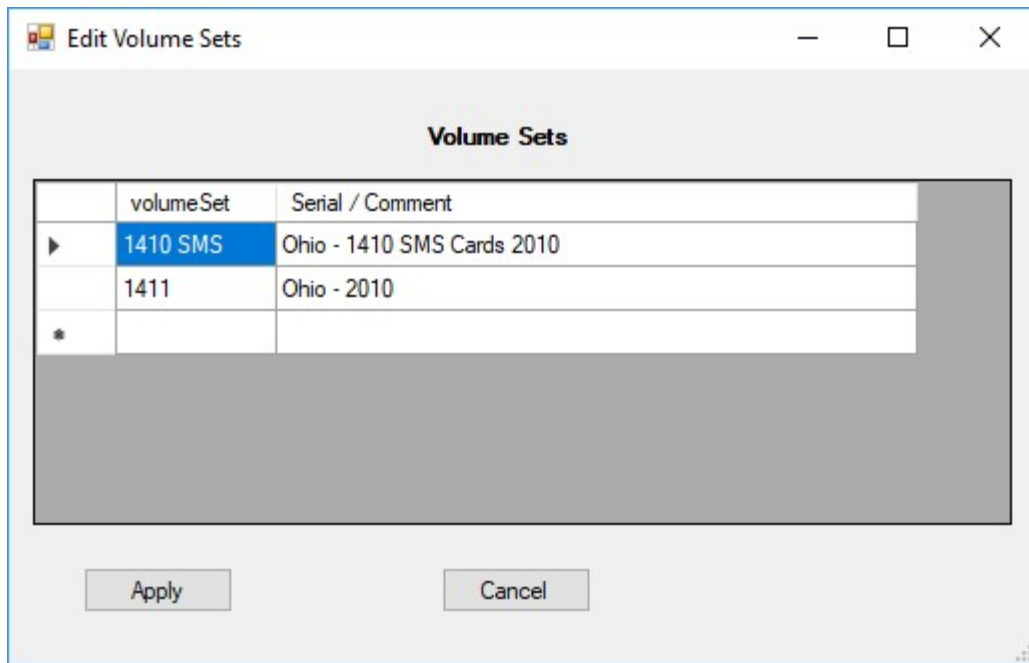 Edit Volume Sets
Volume Sets
volumeSet Serial / Comment
1410 SMS Ohio - 1410 SMS Cards 2010
1411 Ohio - 2010
*
Apply Cancel